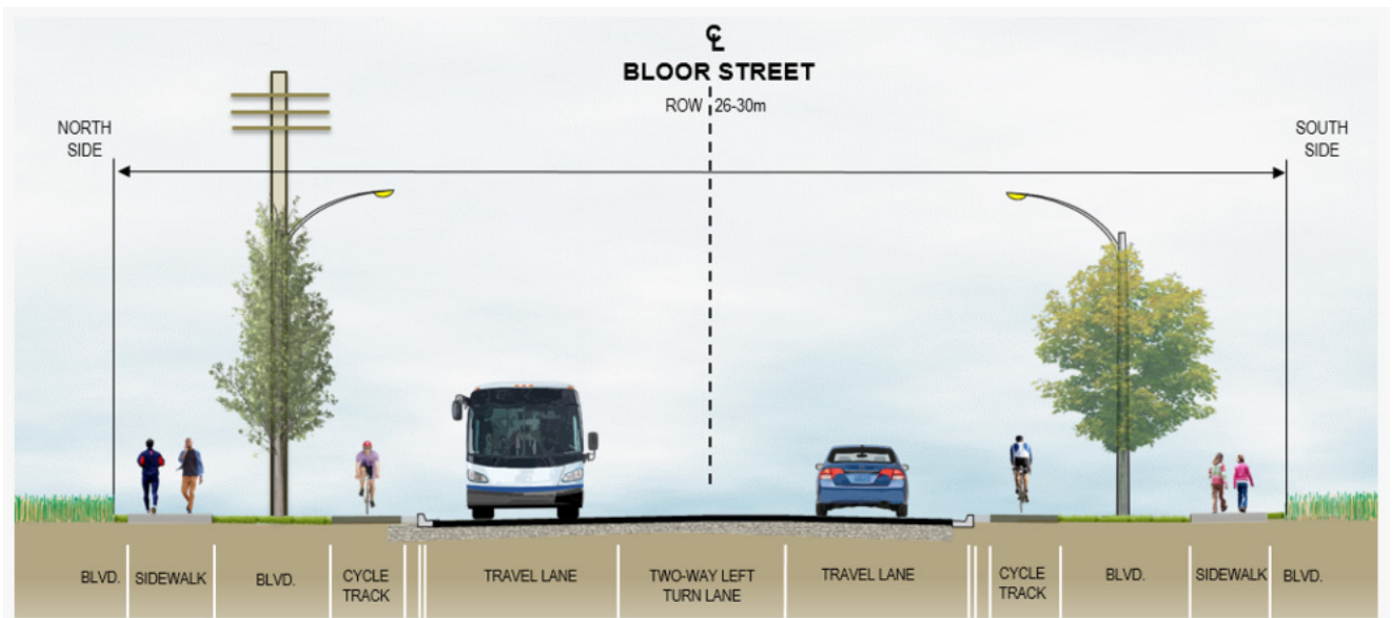 ℄
BLOOR STREET
ROW 26-30m
NORTH
SIDE
SOUTH
SIDE
BLVD.
SIDEWALK
BLVD.
CYCLE
TRACK
TRAVEL LANE
TWO-WAY LEFT
TURN LANE
TRAVEL LANE
CYCLE
TRACK
BLVD.
SIDEWALK
BLVD.